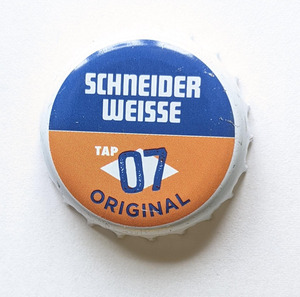 SCHNEIDER
WEISSE
TAP
07
ORIGINAL